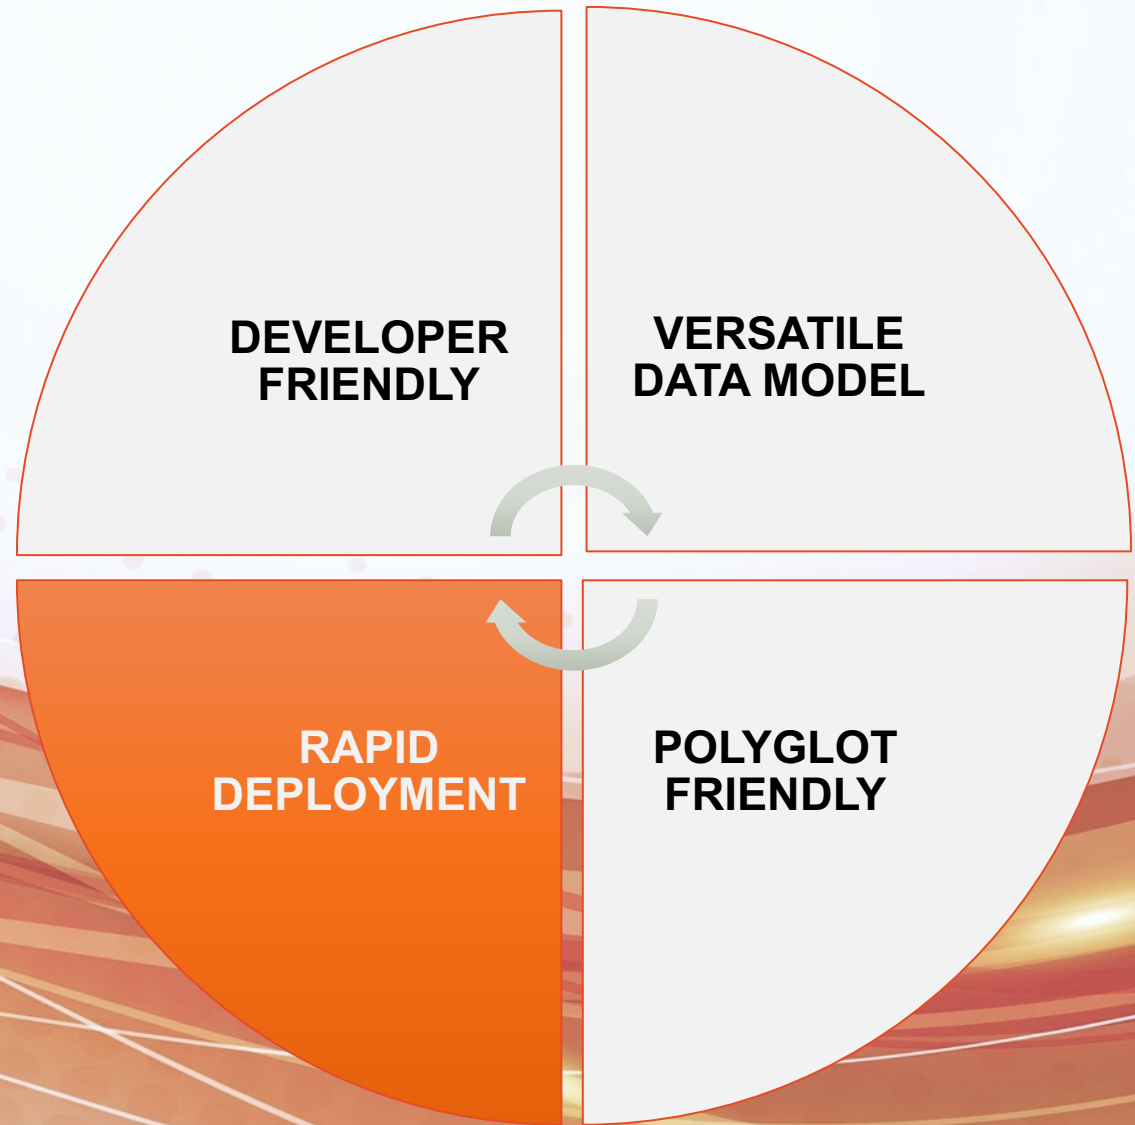 DEVELOPER
FRIENDLY
VERSATILE
DATA MODEL
RAPID
DEPLOYMENT
POLYGLOT
FRIENDLY